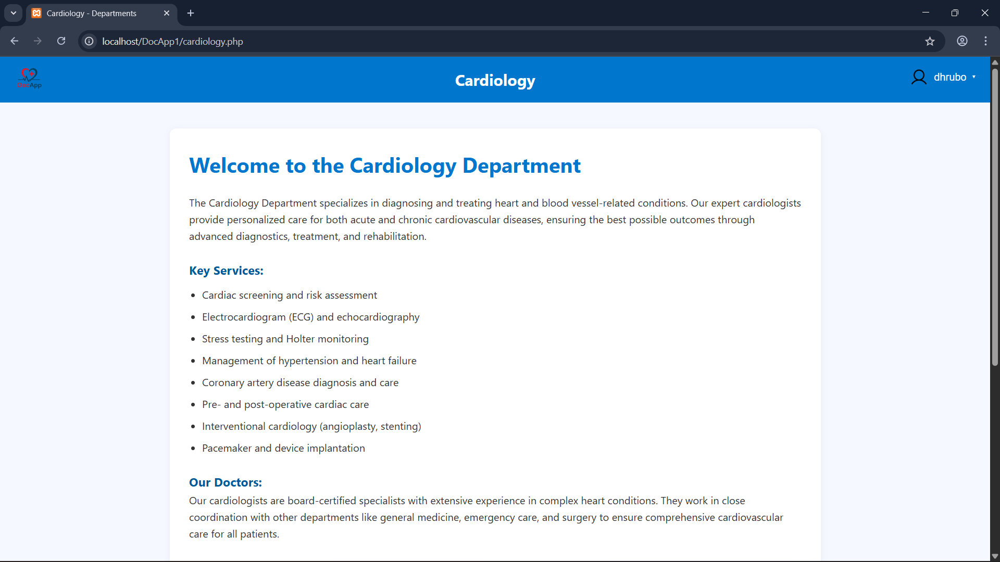 Cardiology - Departments
localhost/DocApp1/cardiology.php
DocApp
Cardiology
dhrubo
Welcome to the Cardiology Department
The Cardiology Department specializes in diagnosing and treating heart and blood vessel-related conditions. Our expert cardiologists
provide personalized care for both acute and chronic cardiovascular diseases, ensuring the best possible outcomes through
advanced diagnostics, treatment, and rehabilitation.
Key Services:
• Cardiac screening and risk assessment
• Electrocardiogram (ECG) and echocardiography
• Stress testing and Holter monitoring
• Management of hypertension and heart failure
• Coronary artery disease diagnosis and care
• Pre- and post-operative cardiac care
• Interventional cardiology (angioplasty, stenting)
• Pacemaker and device implantation
Our Doctors:
Our cardiologists are board-certified specialists with extensive experience in complex heart conditions. They work in close
coordination with other departments like general medicine, emergency care, and surgery to ensure comprehensive cardiovascular
care for all patients.